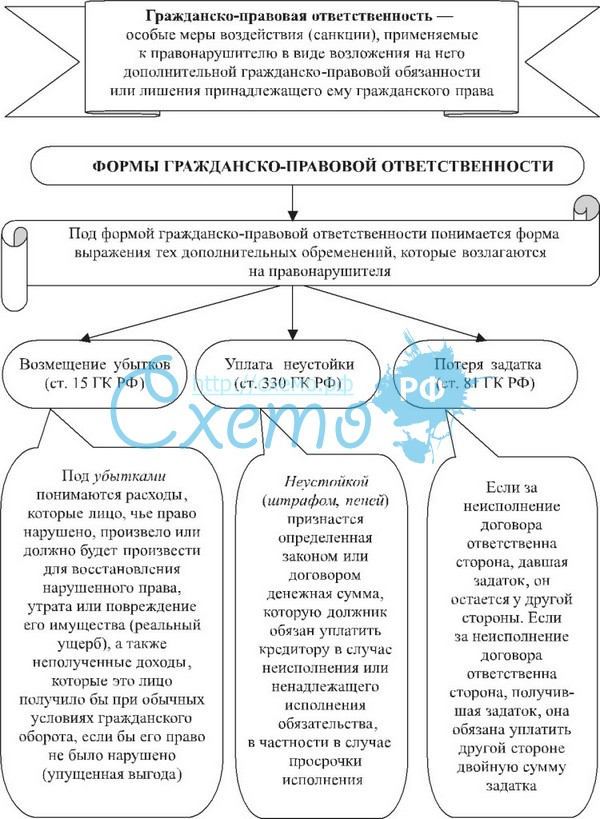 Гражданско-правовая ответственность —
особые меры воздействия (санкции), применяемые
к правонарушителю в виде возложения на него
дополнительной гражданско-правовой обязанности
или лишения принадлежащего ему гражданского права
ФОРМЫ ГРАЖДАНСКО-ПРАВОВОЙ ОТВЕТСТВЕННОСТИ
Под формой гражданско-правовой ответственности понимается форма
выражения тех дополнительных обременений, которые возлагаются
на правонарушителя
Возмещение убытков
(ст. 15 ГК РФ)
Уплата неустойки
(ст. 330 ГК РФ)
Потеря задатка
(ст. 81 ГК РФ)
Схемо
РФ
Под убытками
понимаются расходы,
которые лицо, чье право
нарушено, произвело или
должно будет произвести
для восстановления
нарушенного права,
утрата или повреждение
его имущества (реальный
ущерб), а также
неполученные доходы,
которые это лицо
получило бы при обычных
условиях гражданского
оборота, если бы его право
не было нарушено
(упущенная выгода)
Неустойкой
(штрафом, пеней)
признается
определенная
законом или
договором
денежная сумма,
которую должник
обязан уплатить
кредитору в случае
неисполнения или
ненадлежащего
исполнения
обязательства,
в частности в случае
просрочки
исполнения
Если за
неисполнение
договора
ответственна
сторона, давшая
задаток, он
остается у другой
стороны. Если
за неисполнение
договора
ответственна
сторона, получив-
шая задаток, она
обязана уплатить
другой стороне
двойную сумму
задатка